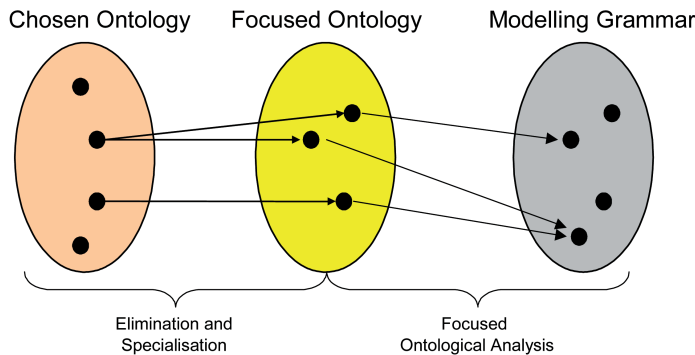 Chosen Ontology
Focused Ontology
Modelling Grammar
Elimination and
Specialisation
Focused
Ontological Analysis